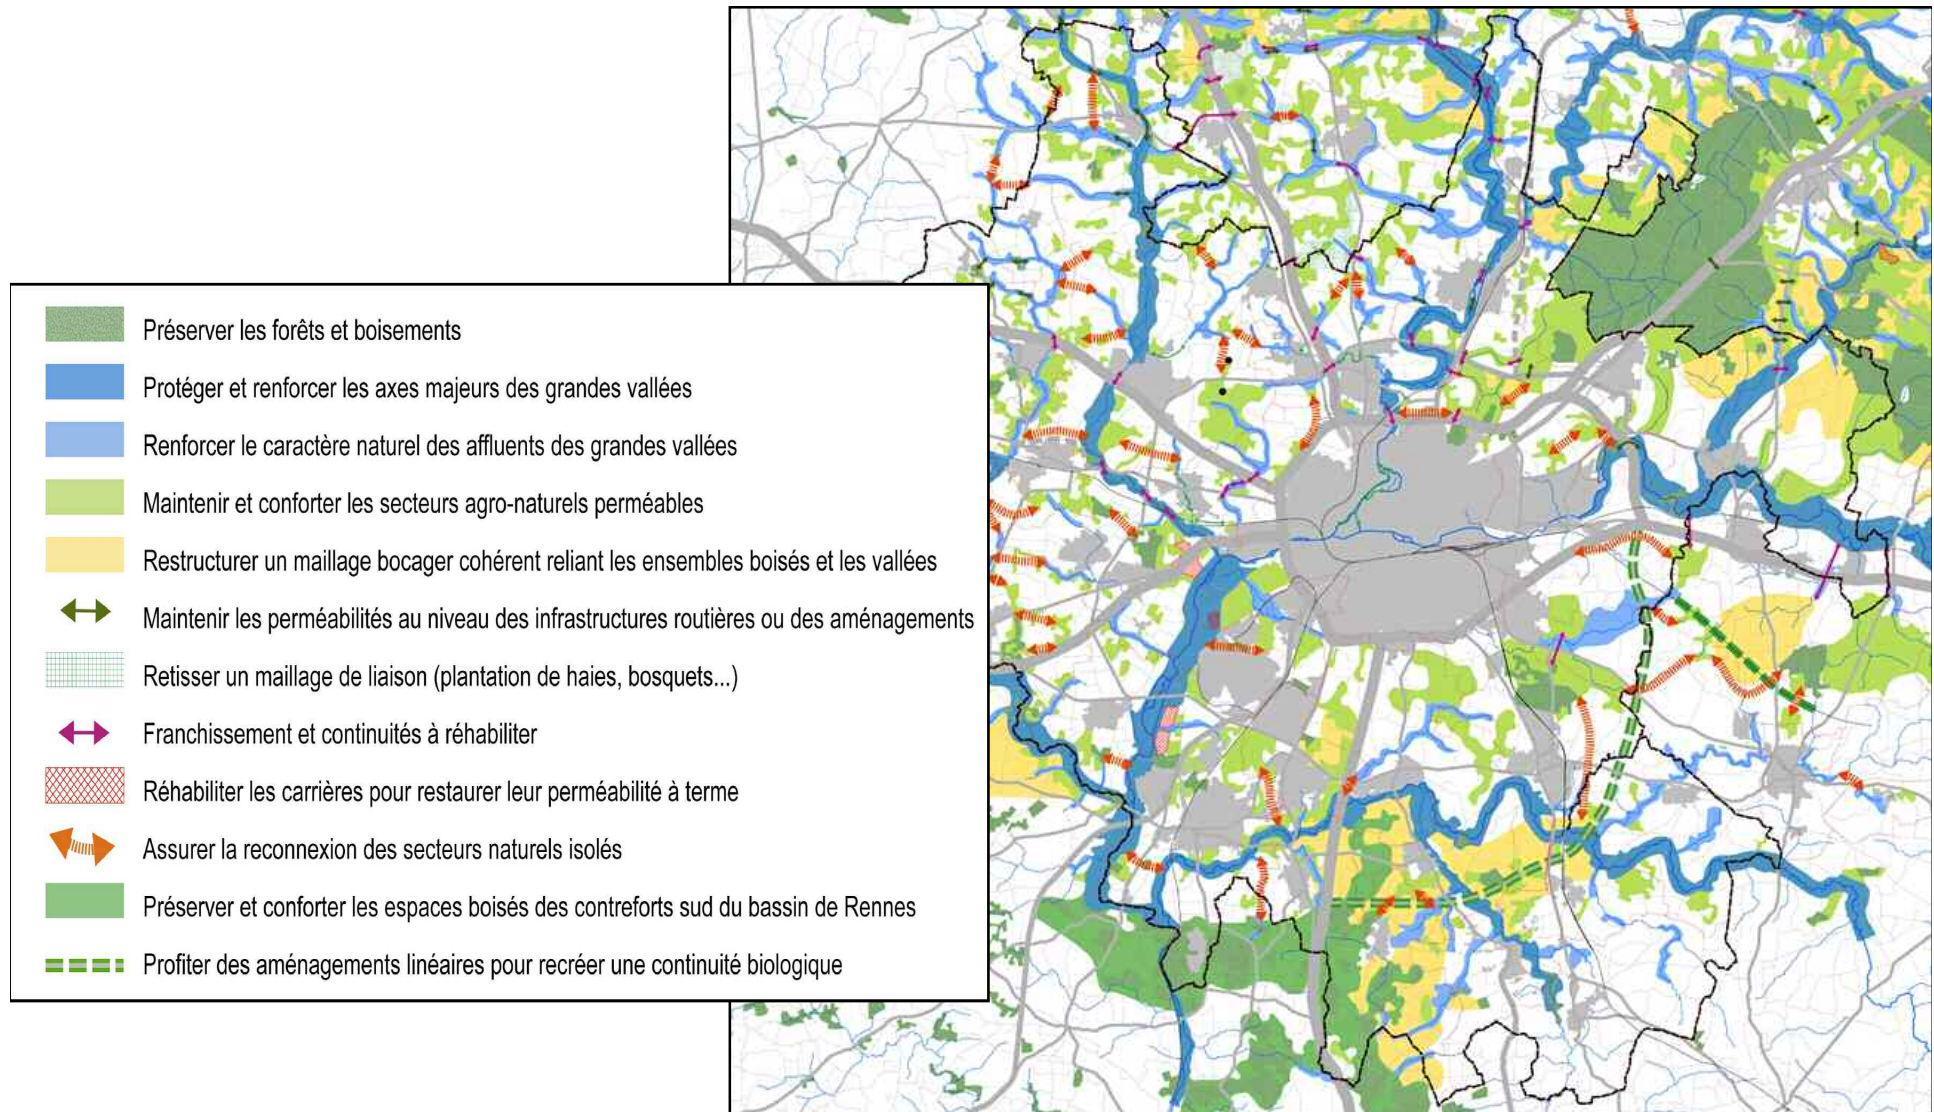 Préserver les forêts et boisements
Protéger et renforcer les axes majeurs des grandes vallées
Renforcer le caractère naturel des affluents des grandes vallées
Maintenir et conforter les secteurs agro-naturels perméables
Restructurer un maillage bocager cohérent reliant les ensembles boisés et les vallées
Maintenir les perméabilités au niveau des infrastructures routières ou des aménagements
Retisser un maillage de liaison (plantation de haies, bosquets...)
Franchissement et continuités à réhabiliter
Réhabiliter les carrières pour restaurer leur perméabilité à terme
Assurer la reconnexion des secteurs naturels isolés
Préserver et conforter les espaces boisés des contreforts sud du bassin de Rennes
Profiter des aménagements linéaires pour recréer une continuité biologique